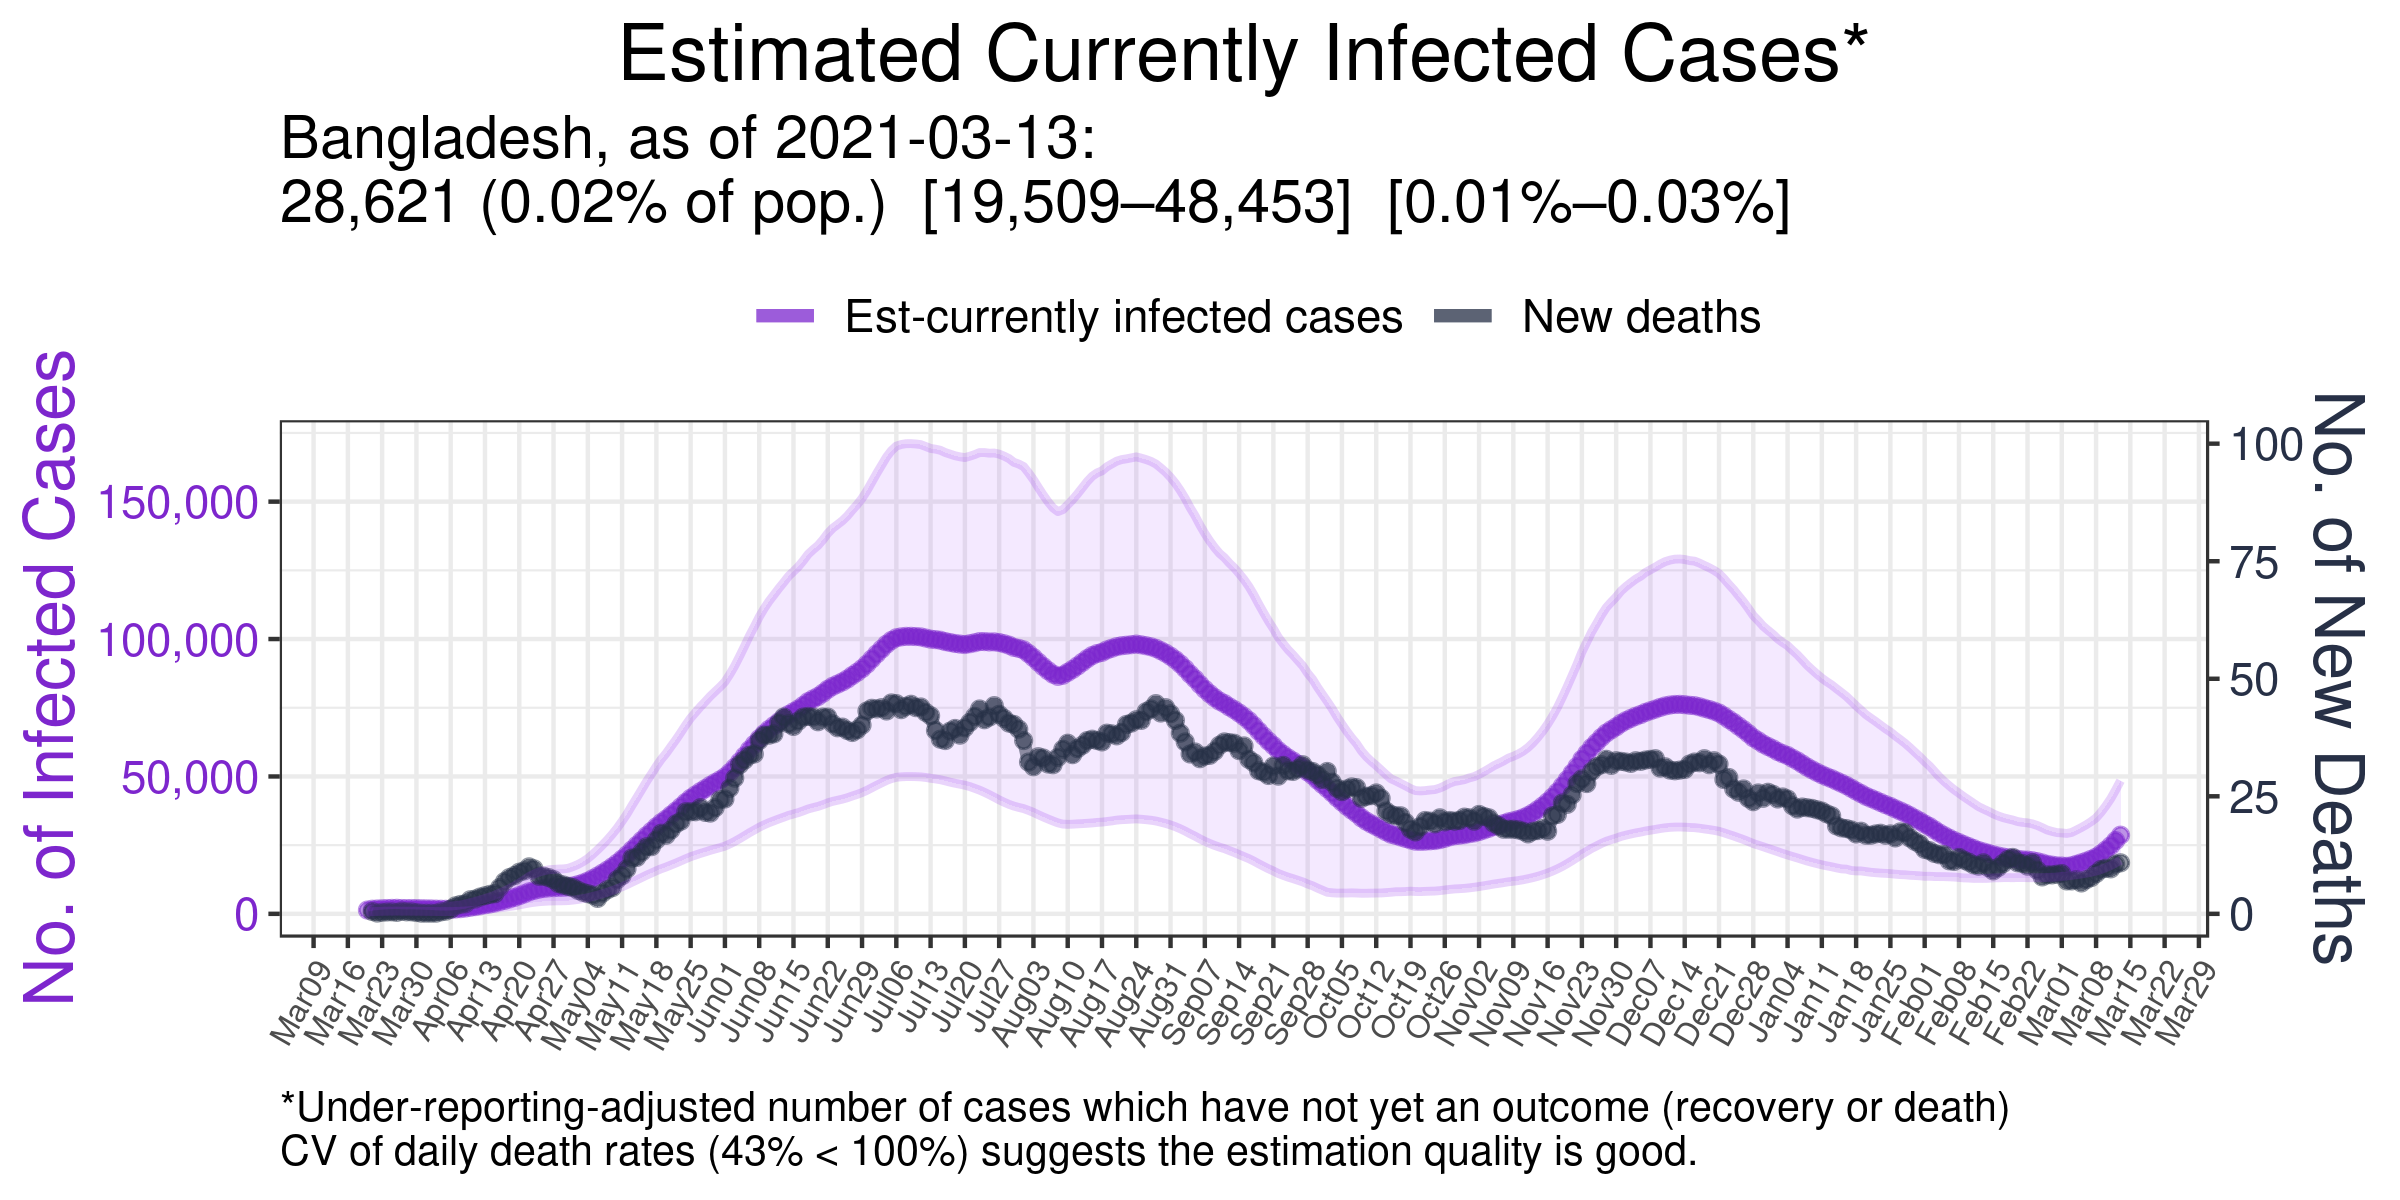 Estimated Currently Infected Cases*
Bangladesh, as of 2021-03-13:
28,621 (0.02% of pop.) [19,509–48,453] [0.01%–0.03%]
Est-currently infected cases
New deaths
No. of Infected Cases
150,000
100,000
50,000
0
100
75
50
25
0
No. of New Deaths
Mar09
Mar16
Mar23
Mar30
Apr06
Apr13
Apr20
Apr27
May04
May11
May18
May25
Jun01
Jun08
Jun15
Jun22
Jun29
Jul06
Jul13
Jul20
Jul27
Aug03
Aug10
Aug17
Aug24
Aug31
Sep07
Sep14
Sep21
Sep28
Oct05
Oct12
Oct19
Oct26
Nov02
Nov09
Nov16
Nov23
Nov30
Dec07
Dec14
Dec21
Dec28
Jan04
Jan11
Jan18
Jan25
Feb01
Feb08
Feb15
Feb22
Mar01
Mar08
Mar15
Mar22
Mar29
*Under-reporting-adjusted number of cases which have not yet an outcome (recovery or death)
CV of daily death rates (43% < 100%) suggests the estimation quality is good.